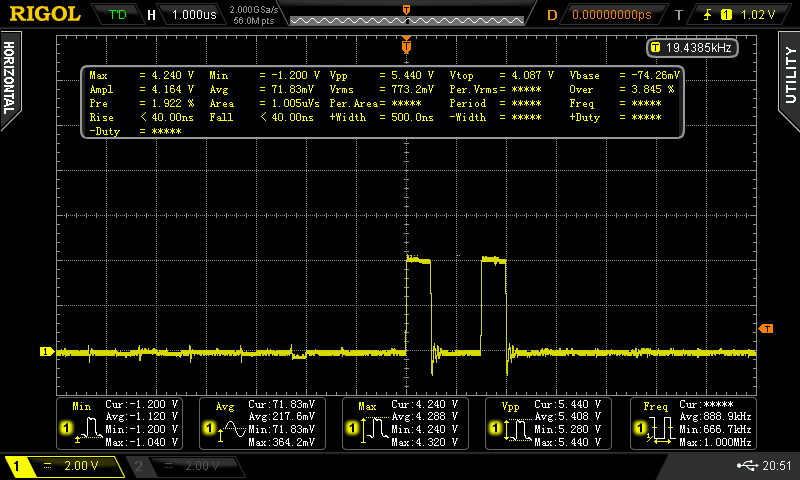 RIGOL T'D H 1.000us 2.000GSa/s 56.0M pts T D 0.00000000ps T 1 1.02 V
HORIZONTAL
UTILITY
T
T 19.4385kHz
Max = 4.240 V Min = -1.200 V Vpp = 5.440 V Vtop = 4.087 V Vbase = -74.26mV
Ampl = 4.164 V Avg = 71.83mV Vrms = 773.2mV Per.Vrms= ***** Over = 3.845 %
Pre = 1.922 % Area = 1.005uVs Per.Area= ***** Period = ***** Freq = *****
Rise < 40.00ns Fall < 40.00ns +Width = 500.0ns -Width = ***** +Duty = *****
-Duty = *****
T
1
Min Cur:-1.200 V
Avg:-1.120 V
1 Min:-1.200 V
Max:-1.040 V
Avg Cur:71.83mV
Avg:217.6mV
1 Min:71.83mV
Max:364.2mV
Max Cur:4.240 V
Avg:4.288 V
1 Min:4.240 V
Max:4.320 V
Vpp Cur:5.440 V
Avg:5.408 V
1 Min:5.280 V
Max:5.440 V
Freq Cur:*****
Avg:888.9kHz
1 Min:666.7kHz
Max:1.000MHz
1 2.00 V 2 2.00 V 20:51